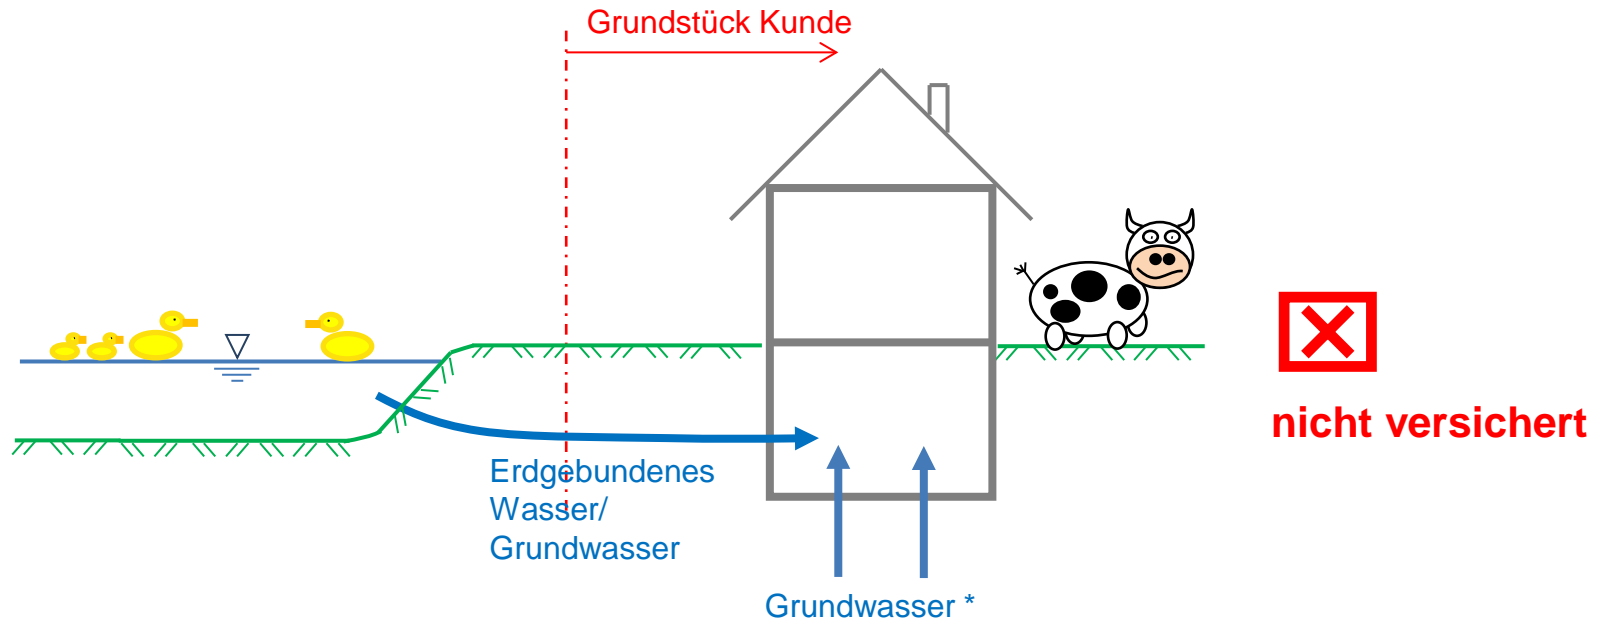 Grundstück Kunde
nicht versichert
Erdgebundenes
Wasser/
Grundwasser
Grundwasser *